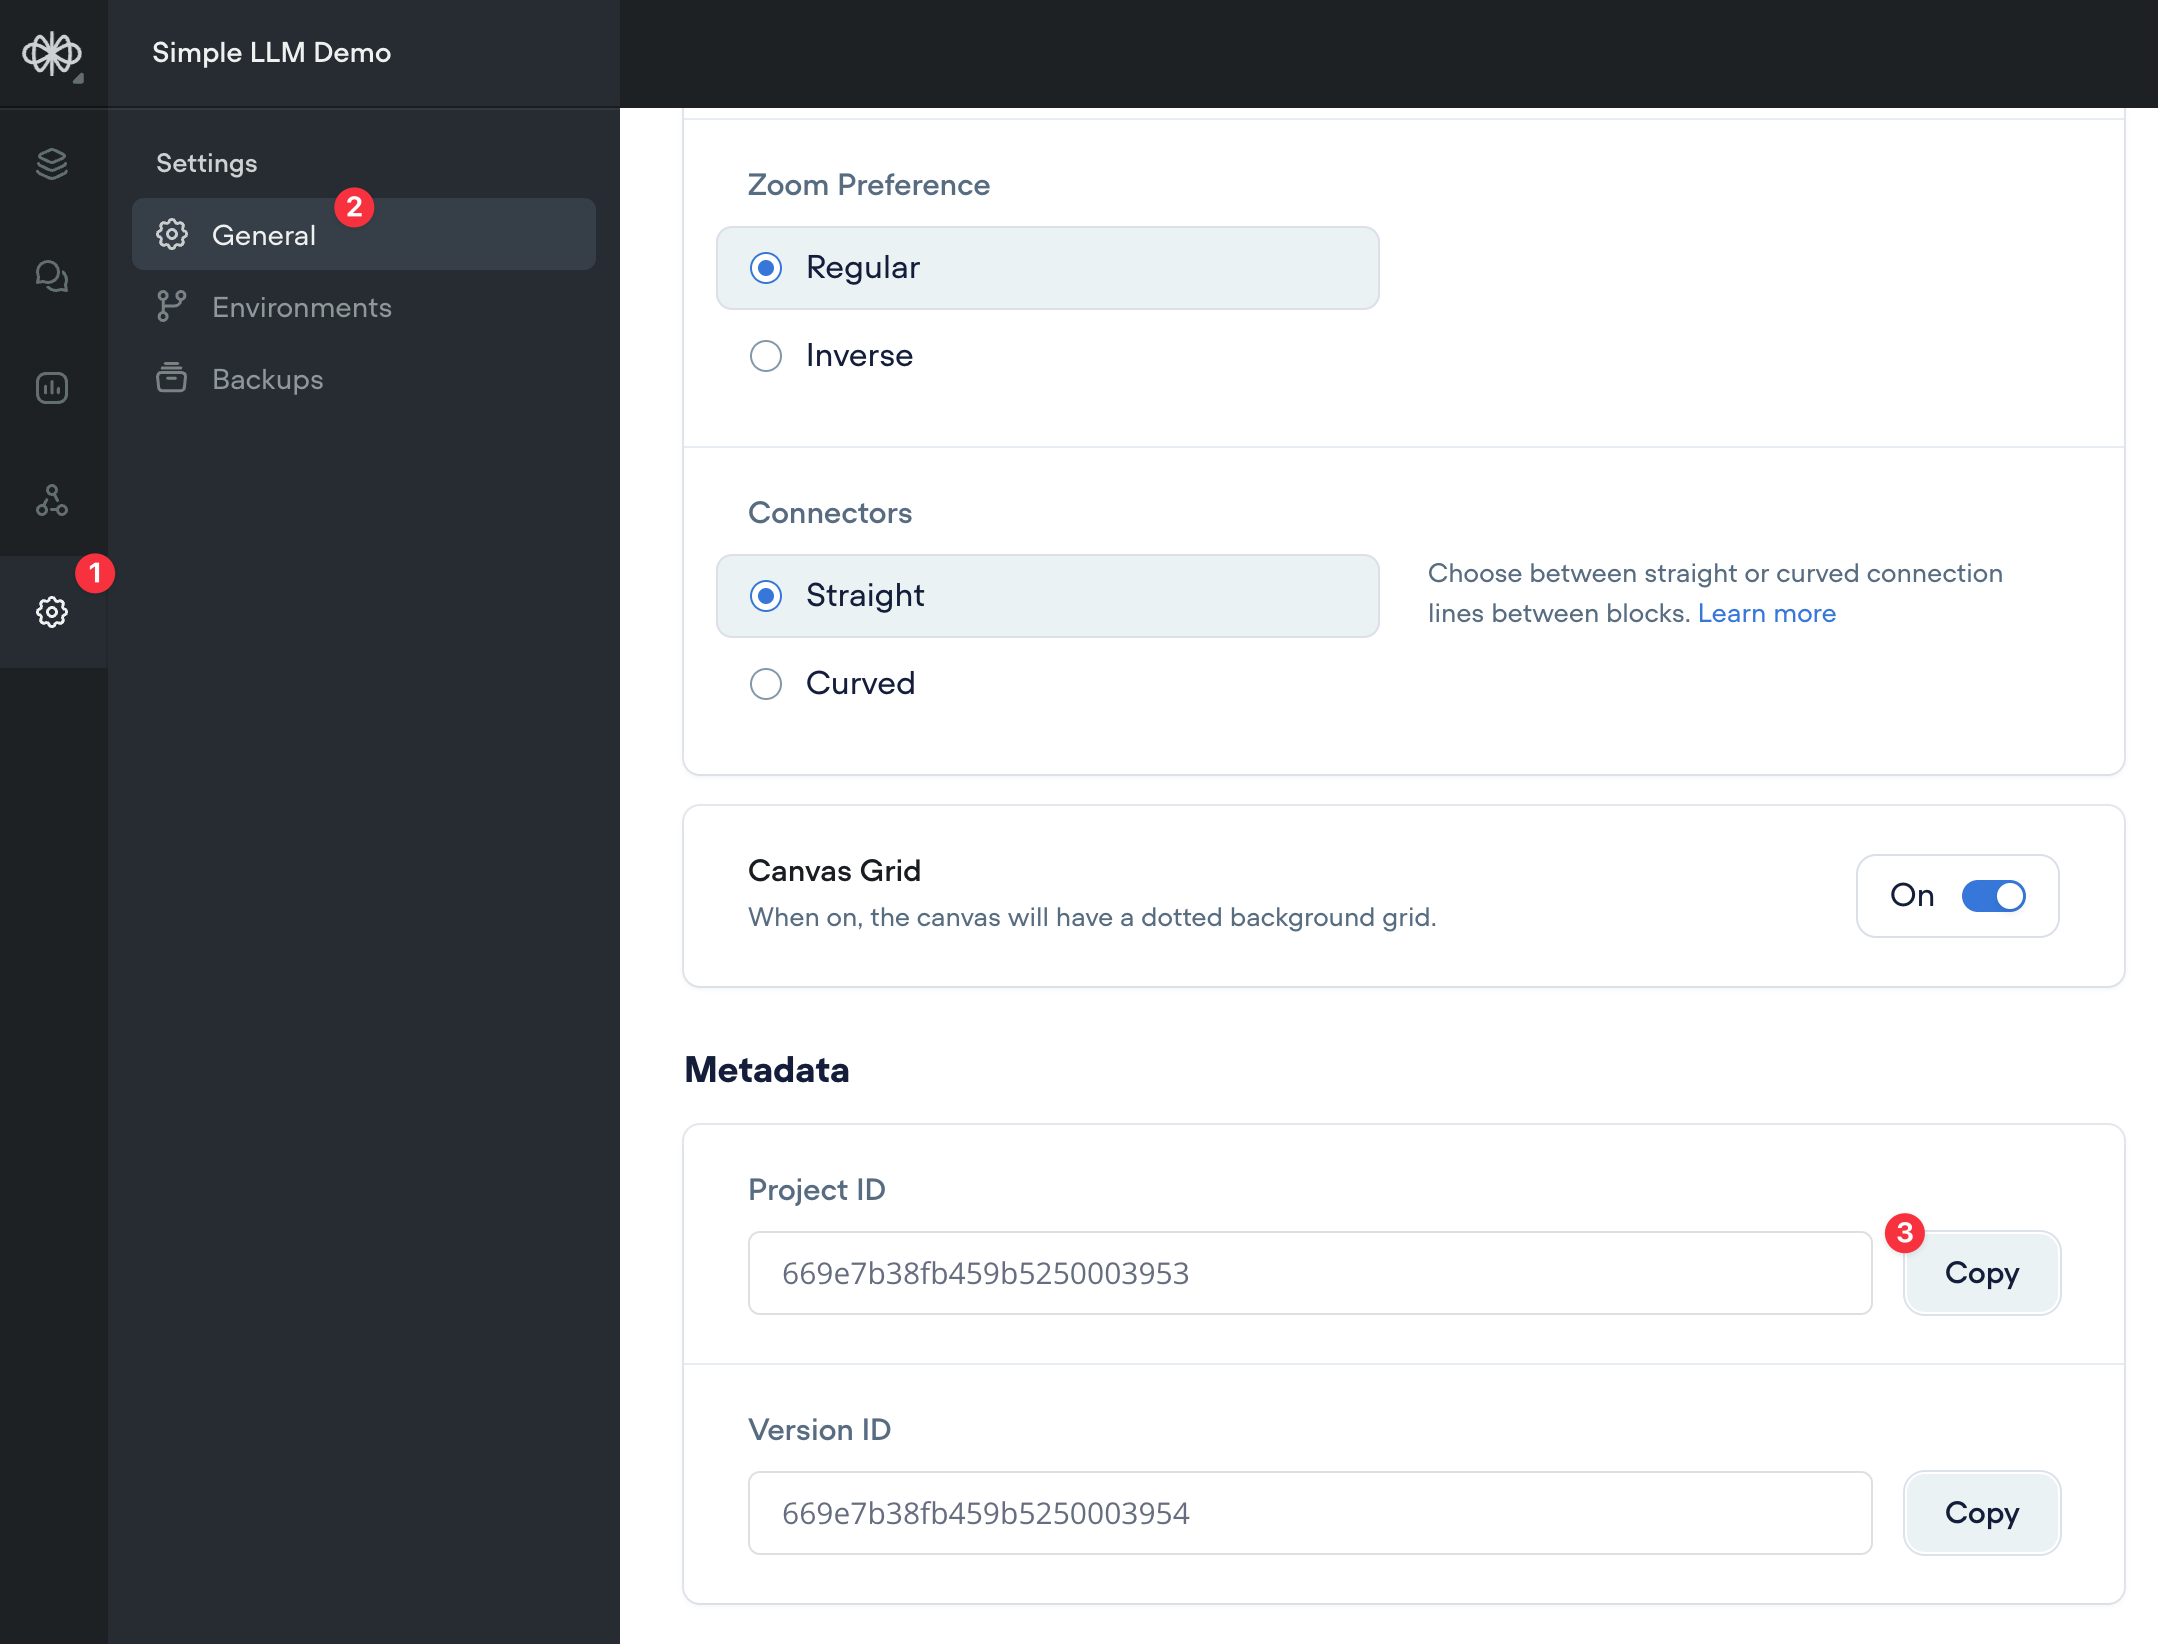 Simple LLM Demo
Settings
2
General
Environments
Backups
1
Zoom Preference
Regular
Inverse
Connectors
Straight
Curved
Choose between straight or curved connection
lines between blocks. Learn more
Canvas Grid
When on, the canvas will have a dotted background grid.
On
Metadata
Project ID
669e7b38fb459b5250003953
3
Copy
Version ID
669e7b38fb459b5250003954
Copy